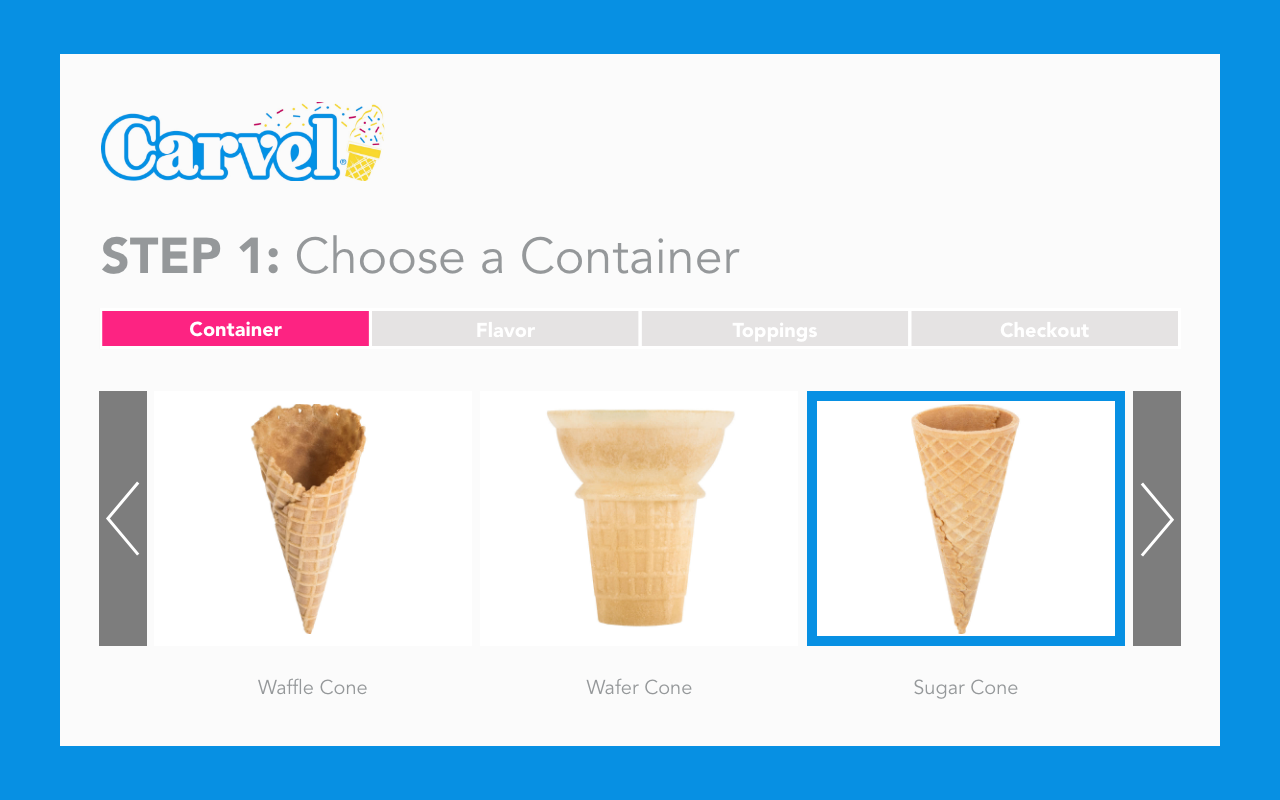 Carvel®
STEP 1: Choose a Container
Container Flavor Toppings Checkout
Waffle Cone Wafer Cone Sugar Cone